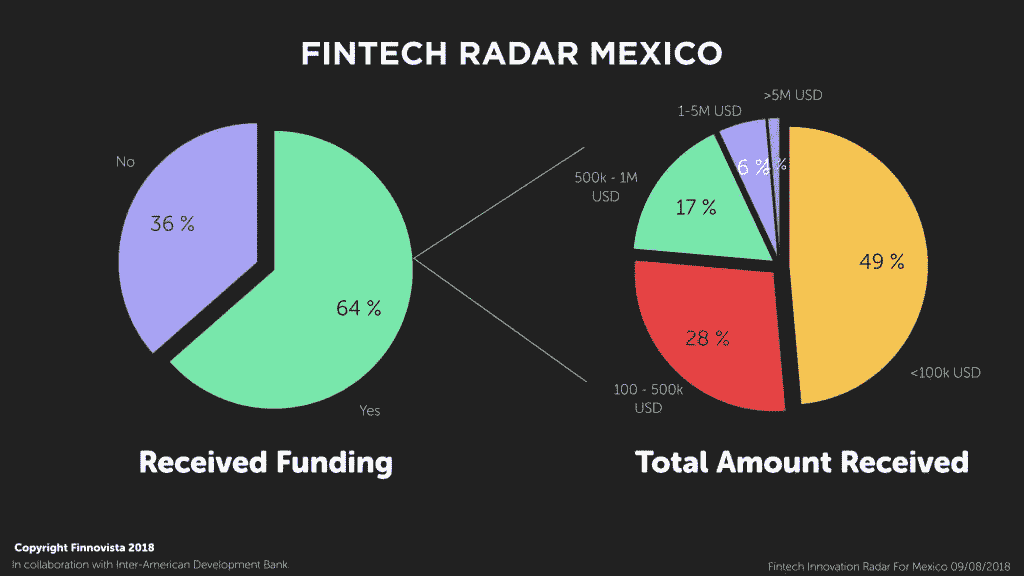 FINTECH RADAR MEXICO
No
36 %
64 %
Yes
Received Funding
>5M USD
1-5M USD
500k - 1M
USD
6 %
%
17 %
49 %
28 %
<100k USD
100 - 500k
USD
Total Amount Received
Copyright Finnovista 2018
In collaboration with Inter-American Development Bank.
Fintech Innovation Radar For Mexico 09/08/2018